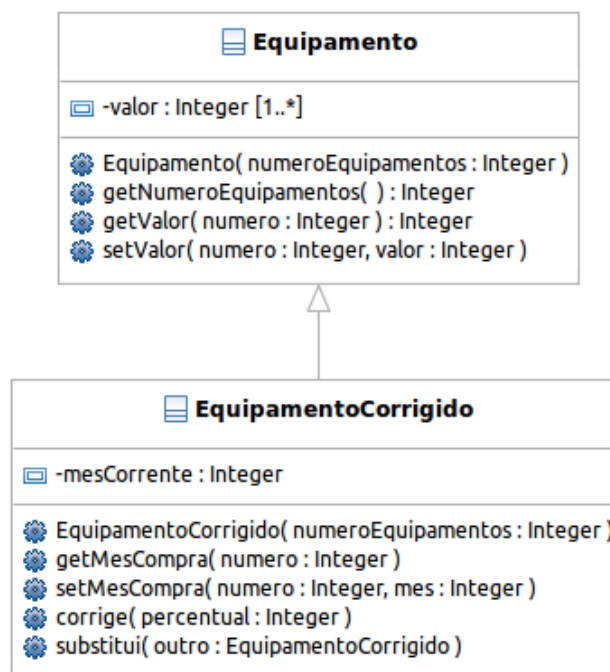 Equipamento
-valor : Integer [1..*]
Equipamento( numeroEquipamentos : Integer )
getNumeroEquipamentos( ) : Integer
getValor( numero : Integer ) : Integer
setValor( numero : Integer, valor : Integer )
EquipamentoCorrigido
-mesCorrente : Integer
EquipamentoCorrigido( numeroEquipamentos : Integer )
getMesCompra( numero : Integer )
setMesCompra( numero : Integer, mes : Integer )
corrige( percentual : Integer )
substitui( outro : EquipamentoCorrigido )